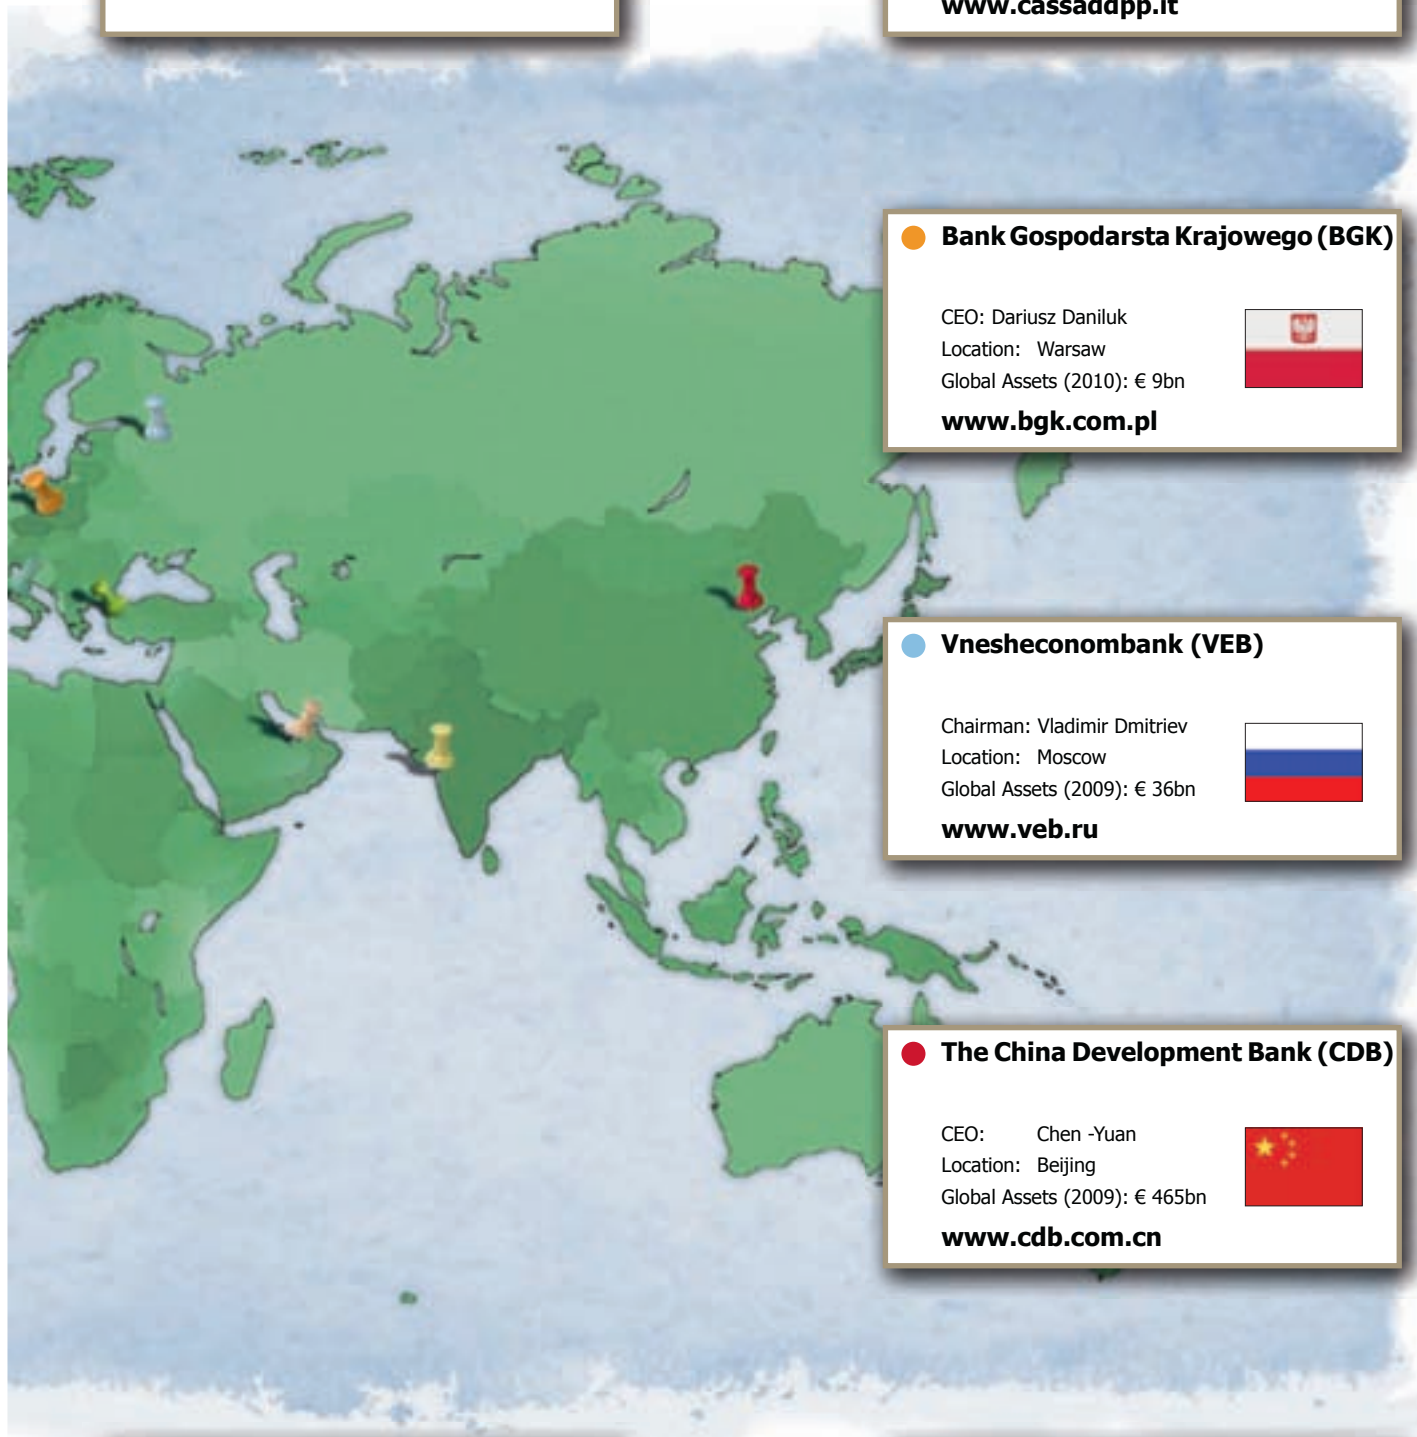 www.cassaddpp.it
Bank Gospodarsta Krajowego (BGK)
CEO: Dariusz Daniluk
Location: Warsaw
Global Assets (2010): € 9bn
www.bgk.com.pl
Vnesheconombank (VEB)
Chairman: Vladimir Dmitriev
Location: Moscow
Global Assets (2009): € 36bn
www.veb.ru
The China Development Bank (CDB)
CEO: Chen -Yuan
Location: Beijing
Global Assets (2009): € 465bn
www.cdb.com.cn